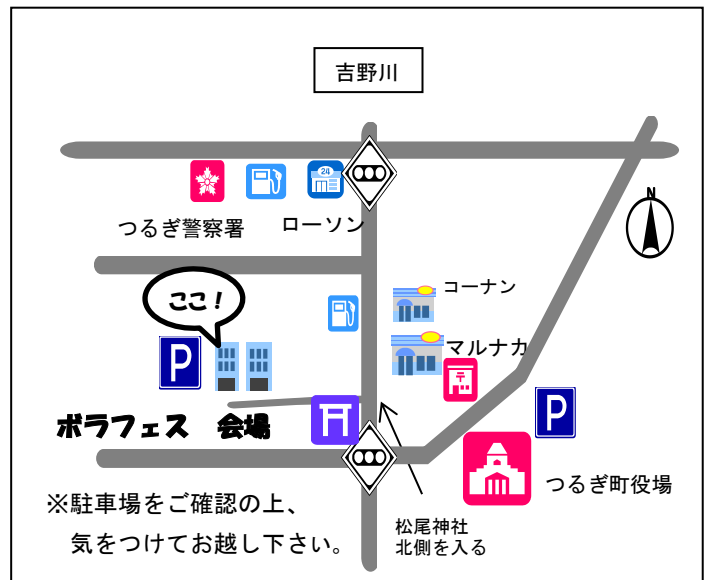 吉野川
N
24
つるぎ警察署
ローソン
ここ！
コーナン
マルナカ
〒
P
P
ボラフェス 会場
つるぎ町役場
※駐車場をご確認の上、
気をつけてお越し下さい。
松尾神社
北側を入る